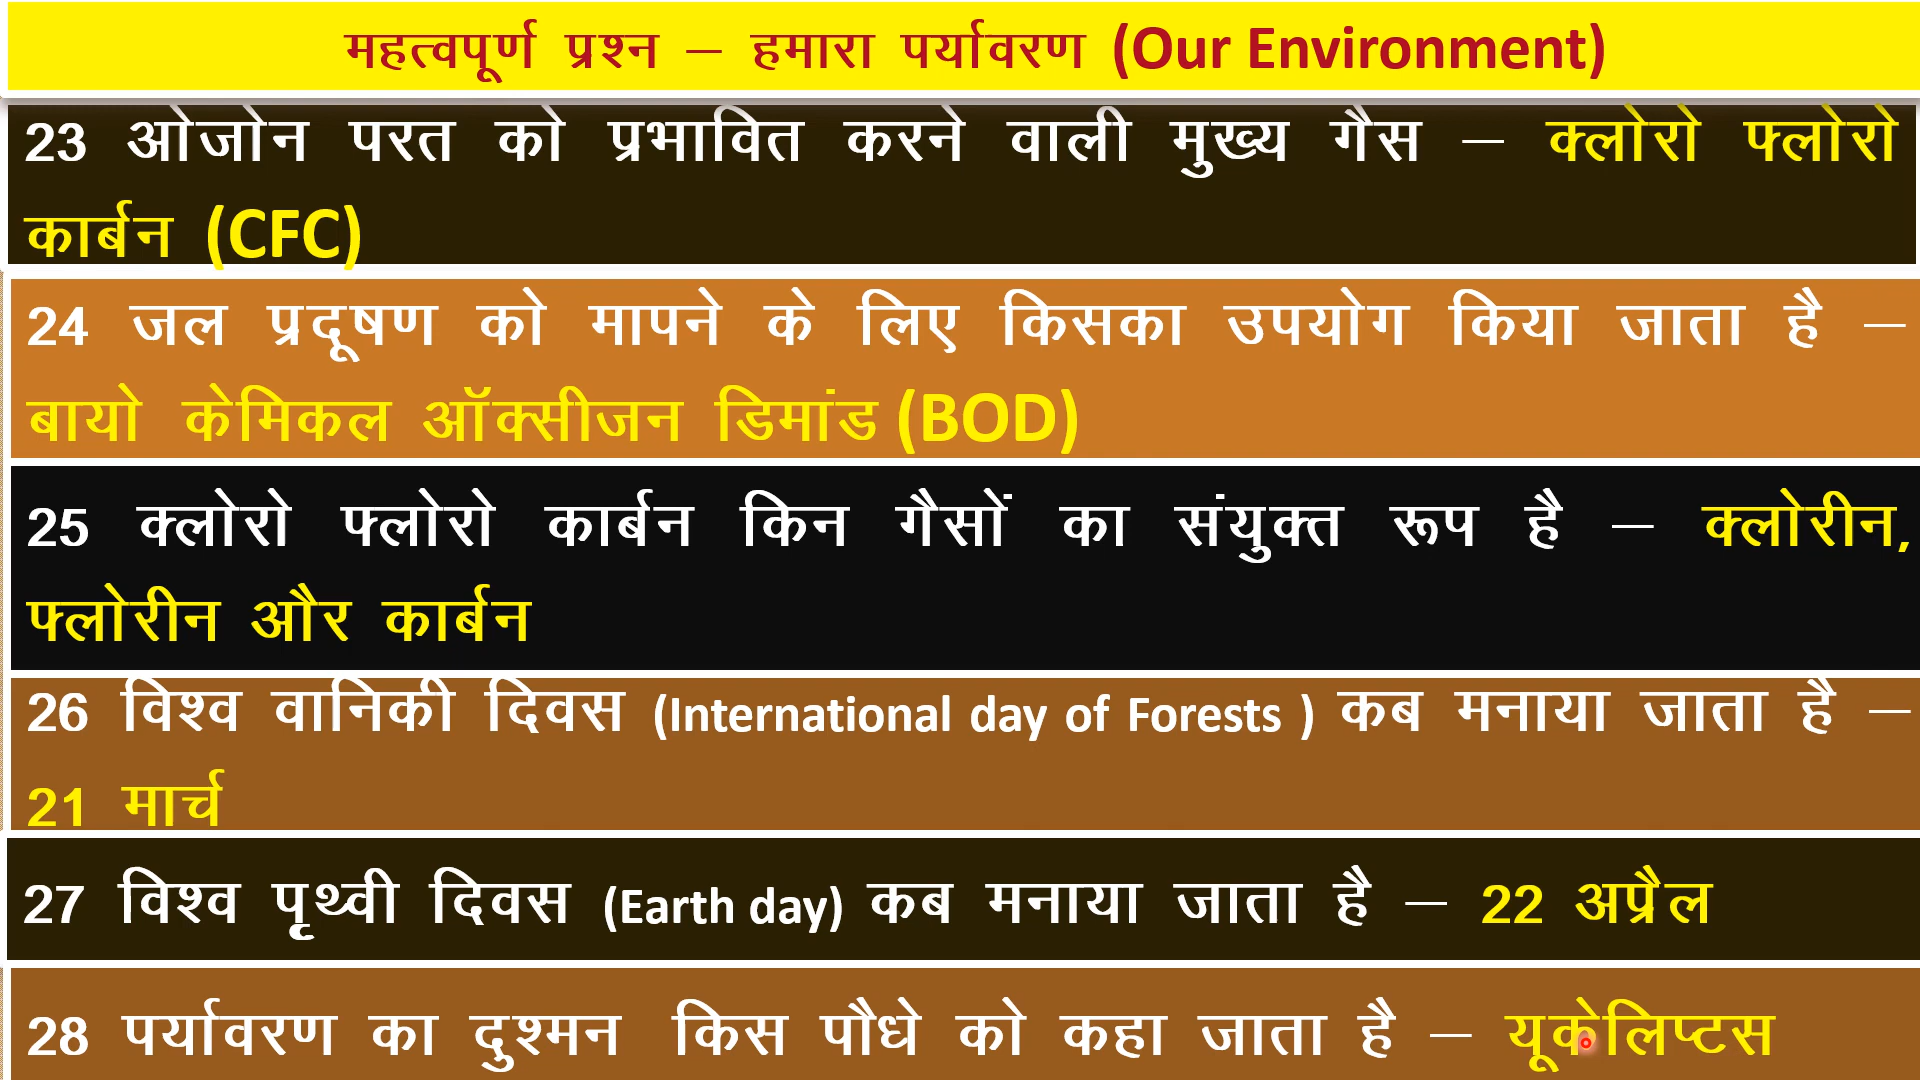 महत्वपूर्ण प्रश्न – हमारा पर्यावरण (Our Environment)
23 ओजोन परत को प्रभावित करने वाली मुख्य गैस – क्लोरो फ्लोरो
कार्बन (CFC)
24 जल प्रदूषण को मापने के लिए किसका उपयोग किया जाता है –
बायो केमिकल ऑक्सीजन डिमांड (BOD)
25 क्लोरो फ्लोरो कार्बन किन गैसों का संयुक्त रूप है – क्लोरीन,
फ्लोरीन और कार्बन
26 विश्व वानिकी दिवस (International day of Forests ) कब मनाया जाता है –
21 मार्च
27 विश्व पृथ्वी दिवस (Earth day) कब मनाया जाता है – 22 अप्रैल
28 पर्यावरण का दुश्मन किस पौधे को कहा जाता है – यूकेलिप्टस